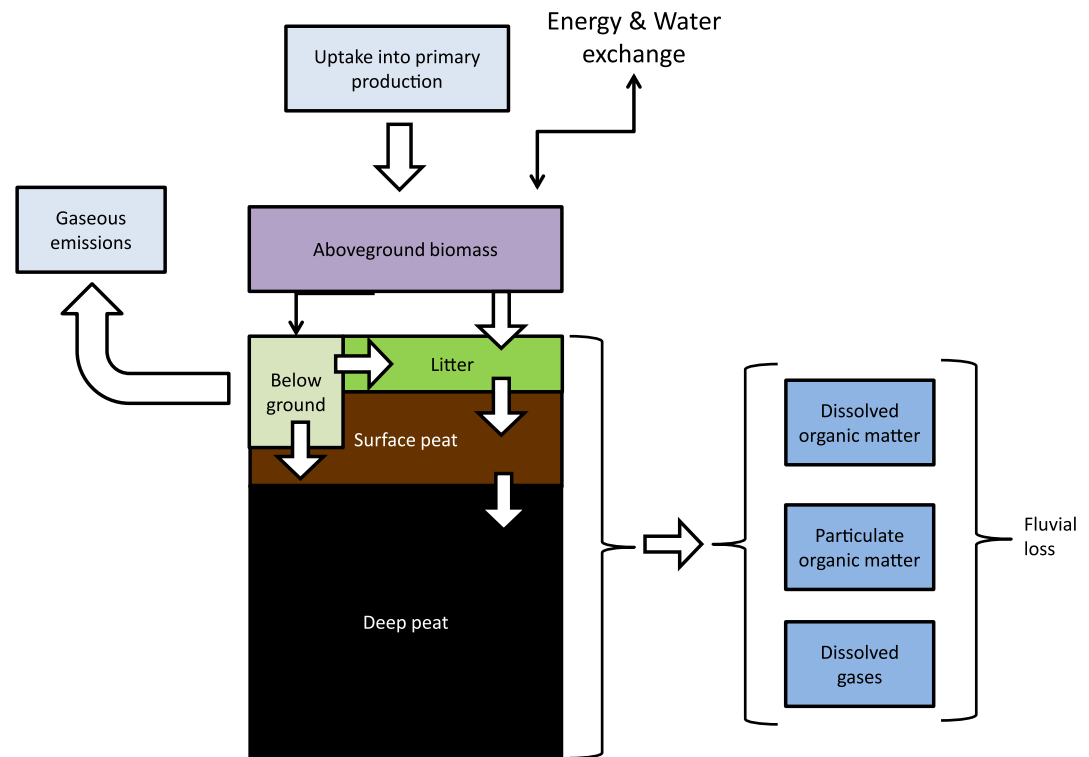 Energy & Water
exchange
Uptake into primary
production
Gaseous
emissions
Aboveground biomass
Below
ground
Litter
Surface peat
Deep peat
Dissolved
organic matter
Particulate
organic matter
Dissolved
gases
Fluvial
loss